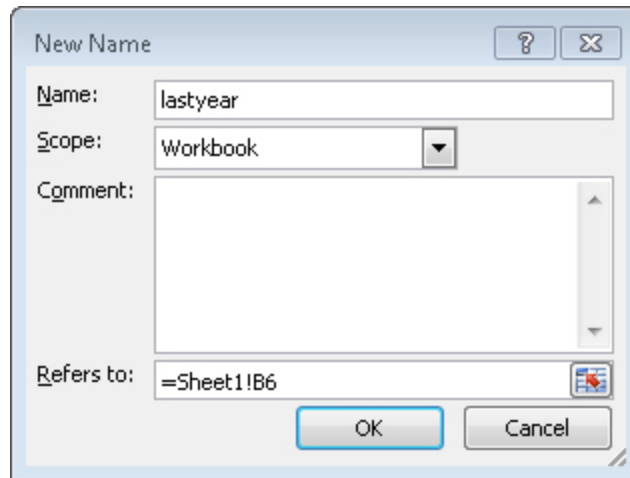 New Name
Name: lastyear
Scope: Workbook
Comment:
Refers to: =Sheet1!B6
OK Cancel